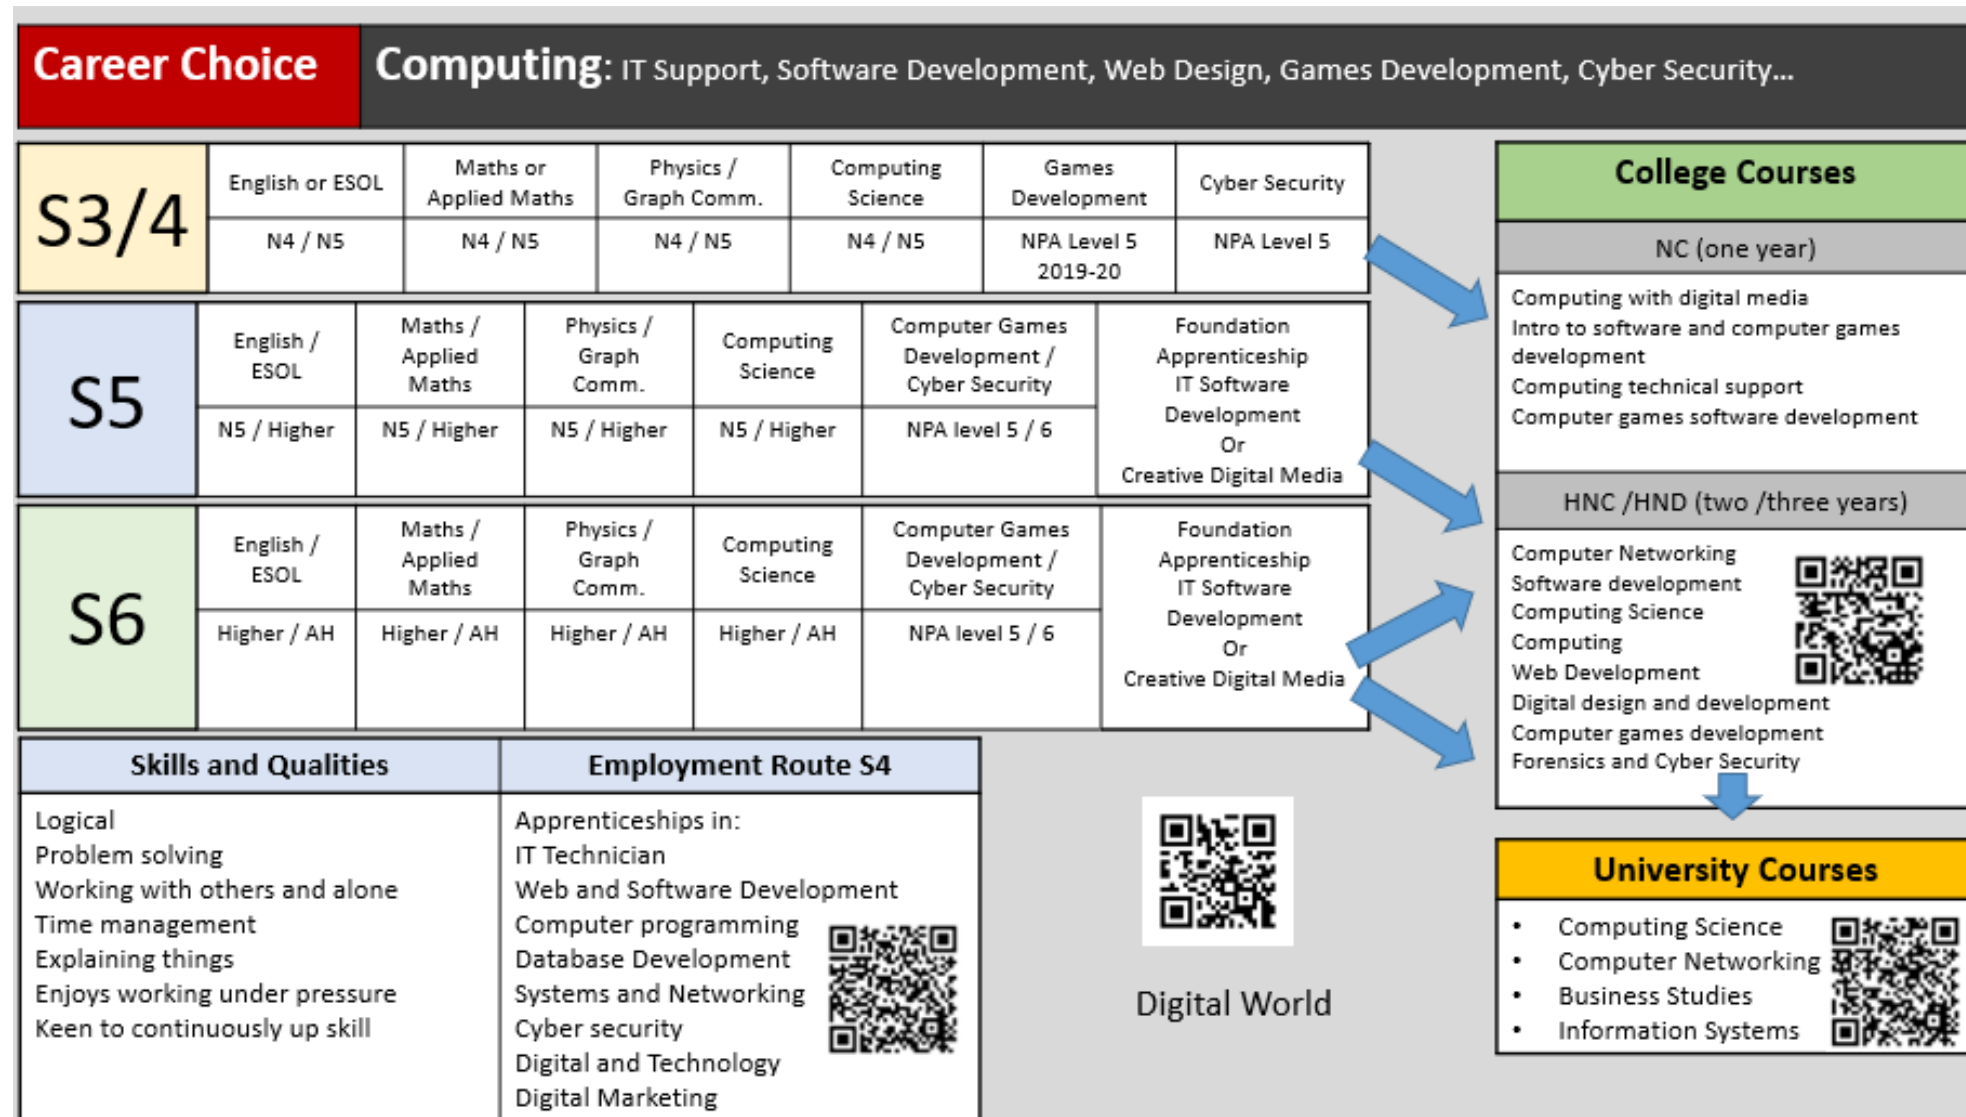 Career Choice
Computing: IT Support, Software Development, Web Design, Games Development, Cyber Security...
S3/4
English or ESOL
Maths or
Applied Maths
Physics /
Graph Comm.
Computing
Science
Games
Development
Cyber Security
N4 / N5
N4 / N5
N4 / N5
N4 / N5
NPA Level 5
2019-20
NPA Level 5
S5
English /
ESOL
Maths /
Applied
Maths
Physics /
Graph
Comm.
Computing
Science
Computer Games
Development /
Cyber Security
Foundation
Apprenticeship
IT Software
Development
Or
Creative Digital Media
N5 / Higher
N5 / Higher
N5 / Higher
N5 / Higher
NPA level 5 / 6
S6
English /
ESOL
Maths /
Applied
Maths
Physics /
Graph
Comm.
Computing
Science
Computer Games
Development /
Cyber Security
Foundation
Apprenticeship
IT Software
Development
Or
Creative Digital Media
Higher / AH
Higher / AH
Higher / AH
Higher / AH
NPA level 5 / 6
Skills and Qualities
Logical
Problem solving
Working with others and alone
Time management
Explaining things
Enjoys working under pressure
Keen to continuously up skill
Employment Route S4
Apprenticeships in:
IT Technician
Web and Software Development
Computer programming
Database Development
Systems and Networking
Cyber security
Digital and Technology
Digital Marketing
Digital World
College Courses
NC (one year)
Computing with digital media
Intro to software and computer games
development
Computing technical support
Computer games software development
HNC /HND (two /three years)
Computer Networking
Software development
Computing Science
Computing
Web Development
Digital design and development
Computer games development
Forensics and Cyber Security
University Courses
• Computing Science
• Computer Networking
• Business Studies
• Information Systems